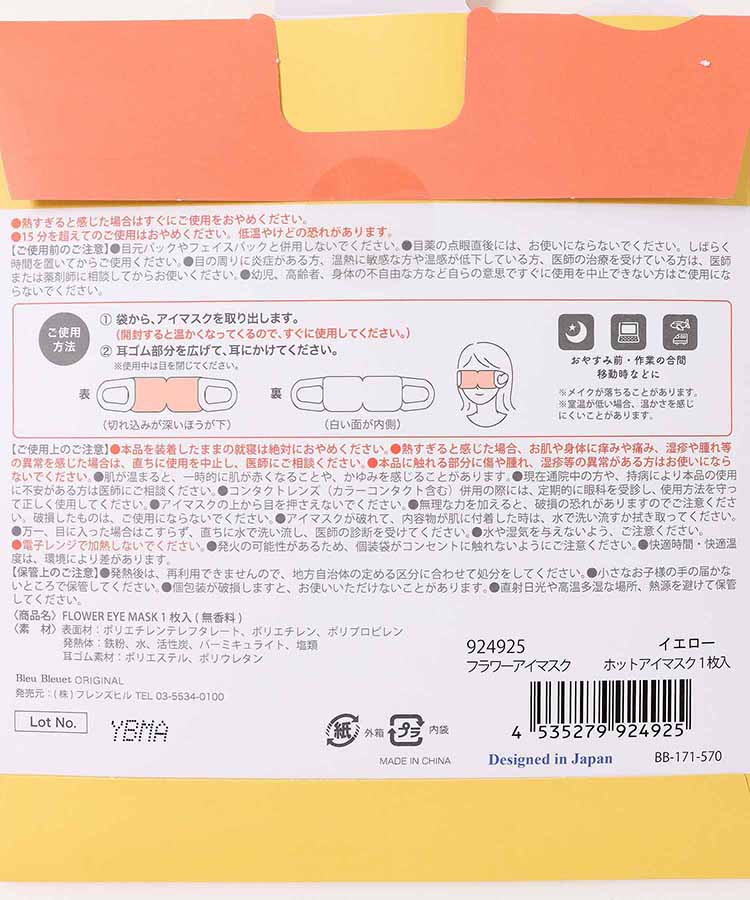 ●熱すぎると感じた場合はすぐにご使用をおやめください。
●15分を超えてのご使用はおやめください。低温やけどの恐れがあります。
【ご使用前のご注意】●目元パックやフェイスパックと併用しないでください。●目薬の点眼直後には、お使いにならないでください。しばらく
時間を置いてからご使用ください。●目の周りに炎症がある方、温熱に敏感な方や温感が低下している方、医師の治療を受けている方は、医師
または薬剤師に相談してからお使いください。●幼児、高齢者、身体の不自由な方など自らの意思ですぐに使用を中止できない方はご使用にな
らないでください。
ご使用
方法
① 袋から、アイマスクを取り出します。
(開封すると温かくなってくるので、すぐに使用してください。)
② 耳ゴム部分を広げて、耳にかけてください。
※使用中は目を閉じてください。
表
(切れ込みが深いほうが下)
裏
(白い面が内側)
おやすみ前・作業の合間
移動時などに
※メイクが落ちることがあります。
※室温が低い場合、温かさを感じ
にくいことがあります。
【ご使用上のご注意】●本品を装着したままの就寝は絶対におやめください。●熱すぎると感じた場合、お肌や身体に痒みや痛み、湿疹や腫れ等
の異常を感じた場合は、直ちに使用を中止し、医師にご相談ください。●本品に触れる部分に傷や腫れ、湿疹等の異常がある方はお使いになら
ないでください。●肌が温まると、一時的に肌が赤くなることや、かゆみを感じることがあります。●現在通院中の方や、持病により本品の使用
に不安がある方は医師にご相談ください。●コンタクトレンズ（カラーコンタクト含む）併用の際には、定期的に眼科を受診し、使用方法を守っ
て正しく使用してください。●アイマスクの上から目を押さえないでください。●無理な力を加えると、破損の恐れがありますのでご注意くださ
い、破損したものは、ご使用にならないでください。●アイマスクが破れて、内容物が肌に付着した時は、水で洗い流すか拭き取ってください。
●万一、目に入った場合はこすらず、直ちに水で洗い流し、医師の診断を受けてください。●水や湿気を与えないよう、ご注意ください。
●電子レンジで加熱しないでください。●発火の可能性があるため、個装袋がコンセントに触れないようにご注意ください。●快適時間・快適温
度は、環境により差があります。
【保管上のご注意】●発熱後は、再利用できませんので、地方自治体の定める区分に合わせて処分をしてください。●小さなお子様の手の届かな
いところで保管してください。●個包装が破損しますと、お使いいただけないことがあります。●直射日光や高温多湿な場所、熱源を避けて保管
してください。
〈商品名〉FLOWER EYE MASK 1枚入（無香料）
〈素 材〉表面材：ポリエチレンテレフタレート、ポリエチレン、ポリプロピレン
発熱体：鉄粉、水、活性炭、バーミキュライト、塩類
耳ゴム素材：ポリエステル、ポリウレタン
Bleu Bleuet ORIGINAL
発売元：(株)フレンズヒル TEL 03-5534-0100
Lot No.
YBMA
紙
外箱
プラ
内袋
MADE IN CHINA
924925
イエロー
フラワーアイマスク
ホットアイマスク1枚入
4 535279 924925
Designed in Japan
BB-171-570